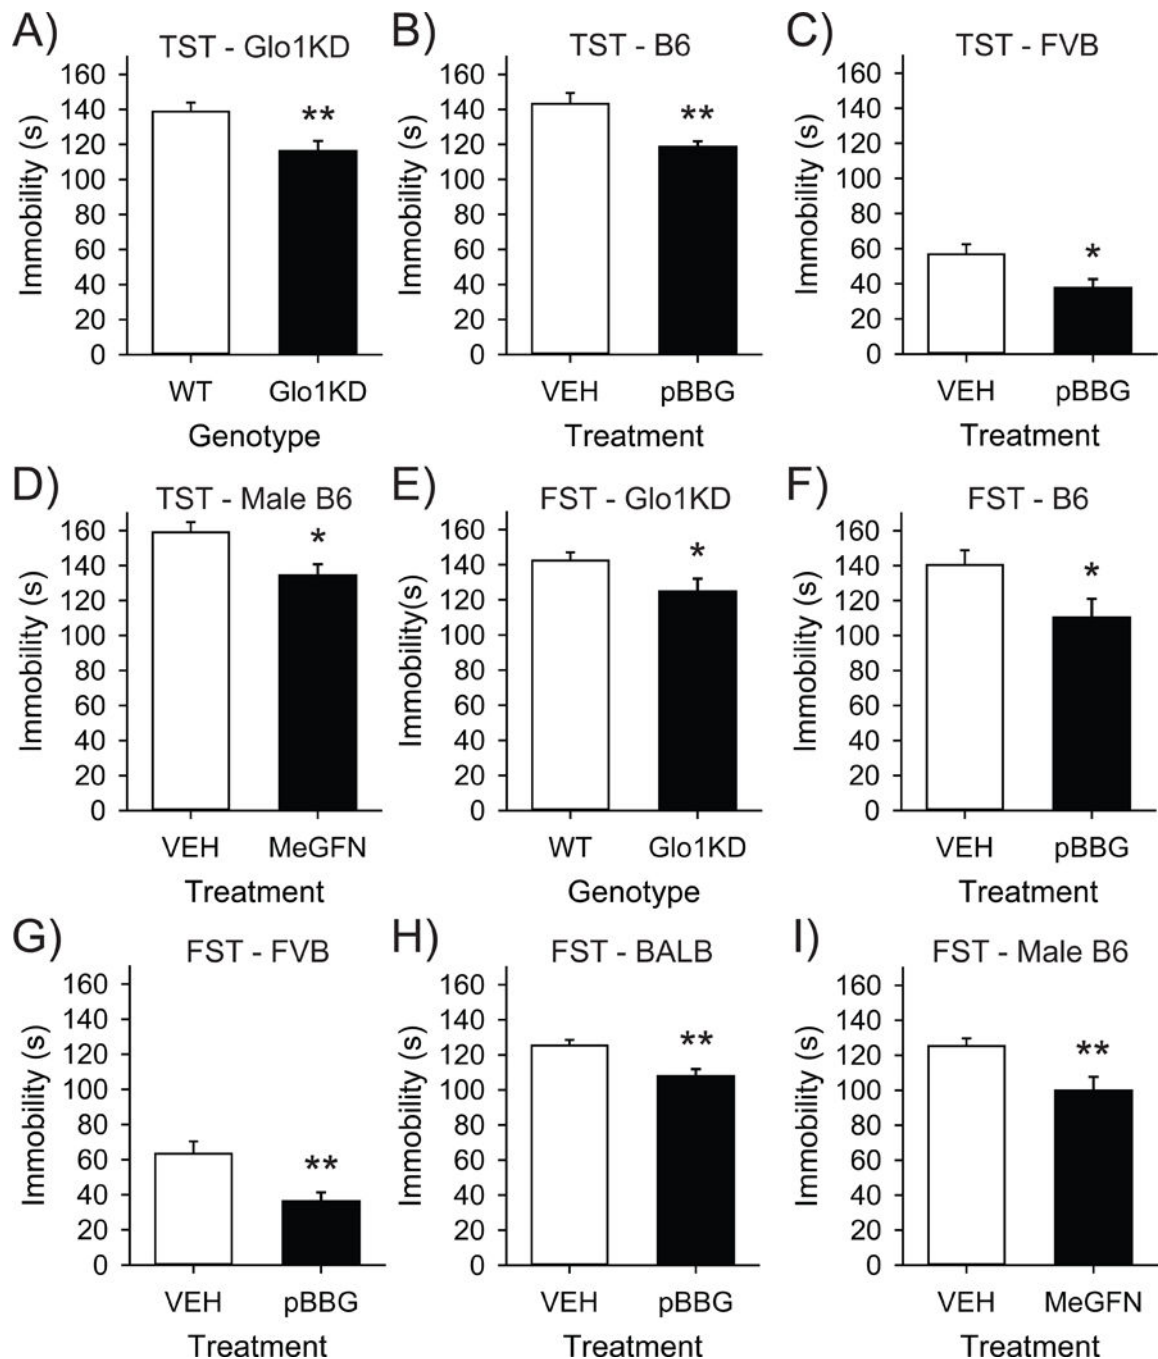 A)
TST - Glo1KD
Immobility (s)
160
140
120
100
80
60
40
20
0
**
WT Glo1KD
Genotype
B)
TST - B6
Immobility (s)
160
140
120
100
80
60
40
20
0
**
VEH pBBG
Treatment
C)
TST - FVB
Immobility (s)
160
140
120
100
80
60
40
20
0
*
VEH pBBG
Treatment
D)
TST - Male B6
Immobility (s)
160
140
120
100
80
60
40
20
0
*
VEH MeGFN
Treatment
E)
FST - Glo1KD
Immobility(s)
160
140
120
100
80
60
40
20
0
*
WT Glo1KD
Genotype
F)
FST - B6
Immobility (s)
160
140
120
100
80
60
40
20
0
*
VEH pBBG
Treatment
G)
FST - FVB
Immobility (s)
160
140
120
100
80
60
40
20
0
**
VEH pBBG
Treatment
H)
FST - BALB
Immobility (s)
160
140
120
100
80
60
40
20
0
**
VEH pBBG
Treatment
I)
FST - Male B6
Immobility (s)
160
140
120
100
80
60
40
20
0
**
VEH MeGFN
Treatment